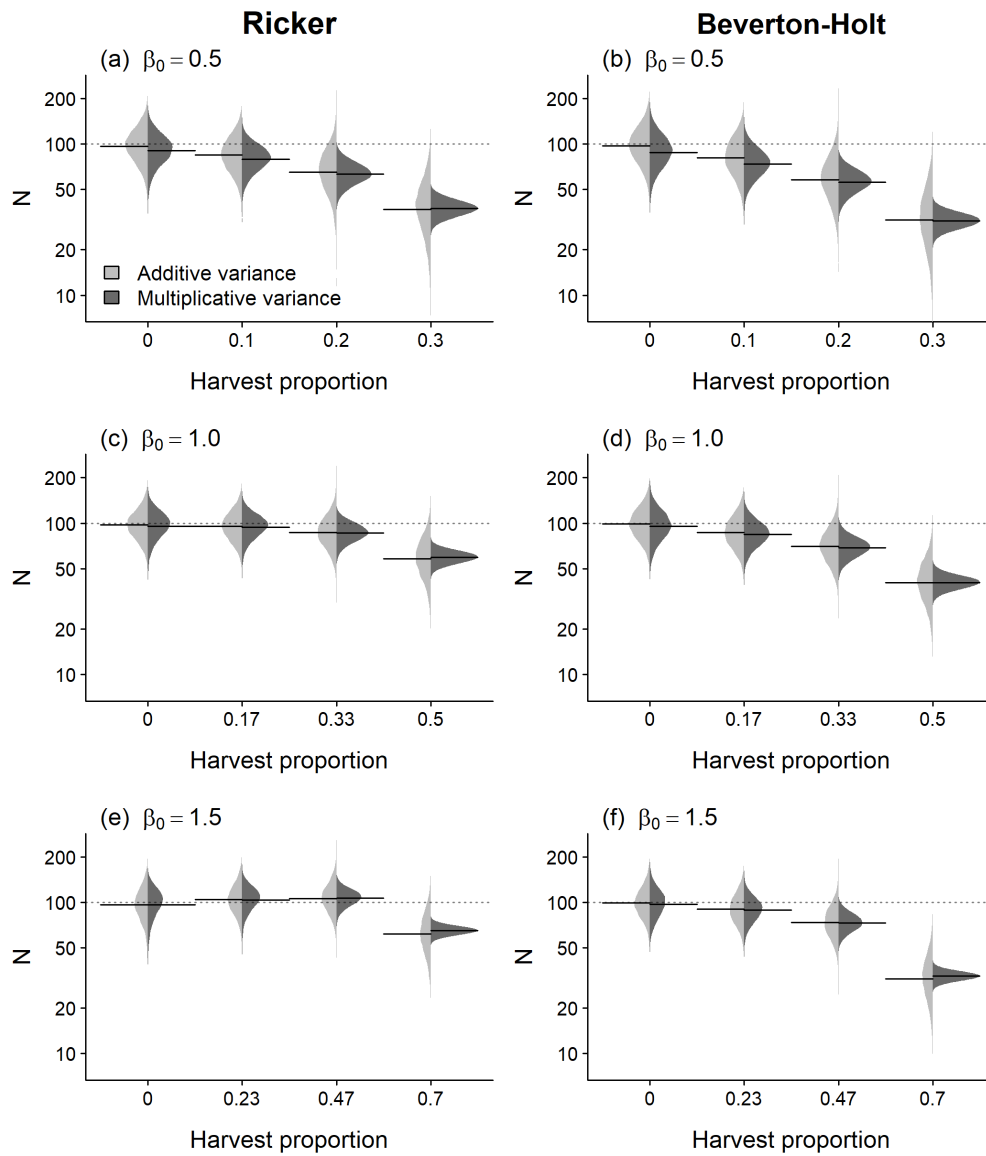 Ricker
Beverton-Holt
(a) β₀ = 0.5
200
100
50
20
10
N
Additive variance
Multiplicative variance
0 0.1 0.2 0.3
Harvest proportion
(b) β₀ = 0.5
200
100
50
20
10
N
0 0.1 0.2 0.3
Harvest proportion
(c) β₀ = 1.0
200
100
50
20
10
N
0 0.17 0.33 0.5
Harvest proportion
(d) β₀ = 1.0
200
100
50
20
10
N
0 0.17 0.33 0.5
Harvest proportion
(e) β₀ = 1.5
200
100
50
20
10
N
0 0.23 0.47 0.7
Harvest proportion
(f) β₀ = 1.5
200
100
50
20
10
N
0 0.23 0.47 0.7
Harvest proportion